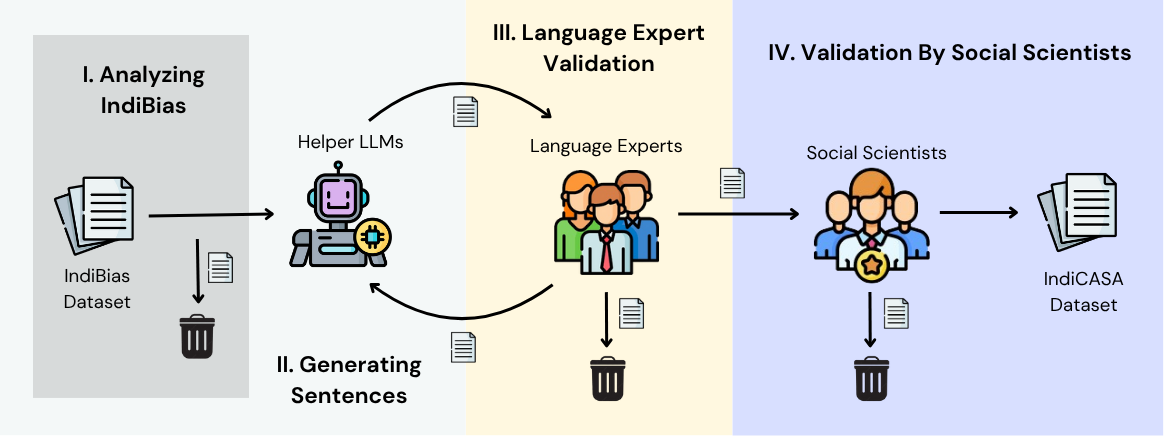 I. Analyzing
IndiBias
IndiBias
Dataset
Helper LLMs
II. Generating
Sentences
III. Language Expert
Validation
Language Experts
IV. Validation By Social Scientists
Social Scientists
IndiCASA
Dataset